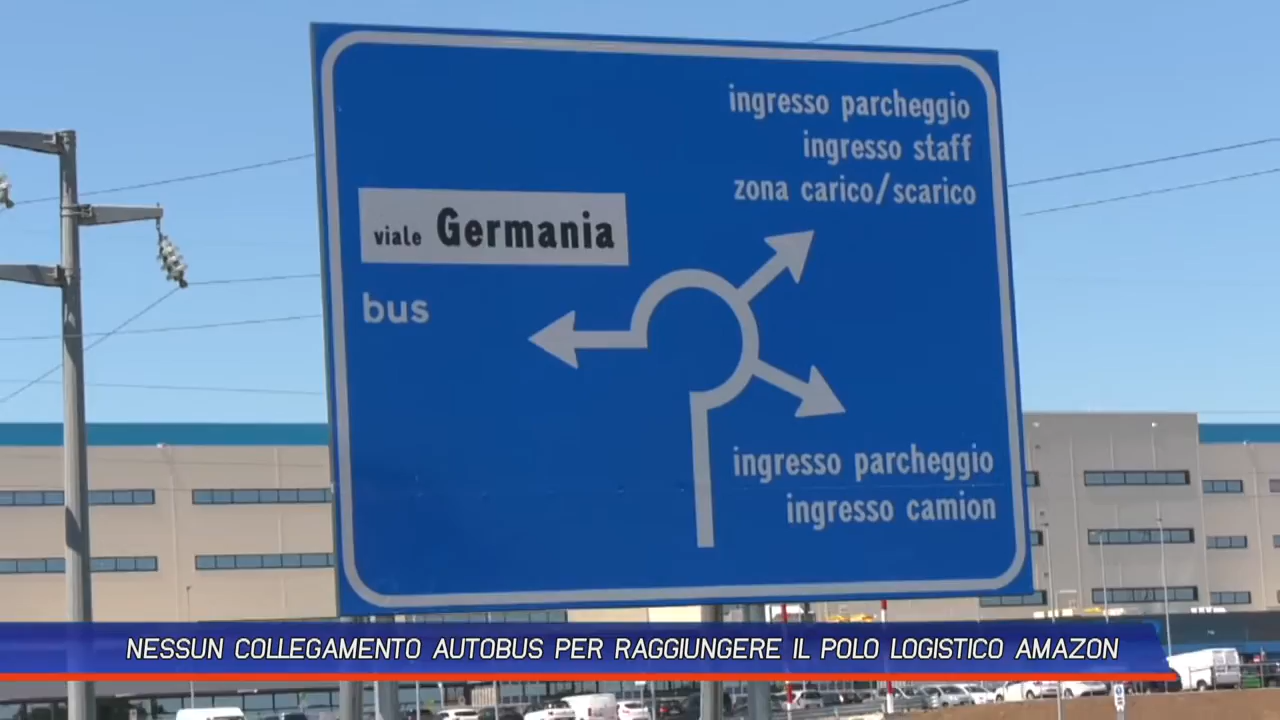 ingresso parcheggio
ingresso staff
zona carico/scarico
viale Germania
bus
ingresso parcheggio
ingresso camion
NESSUN COLLEGAMENTO AUTOBUS PER RAGGIUNGERE IL POLO LOGISTICO AMAZON